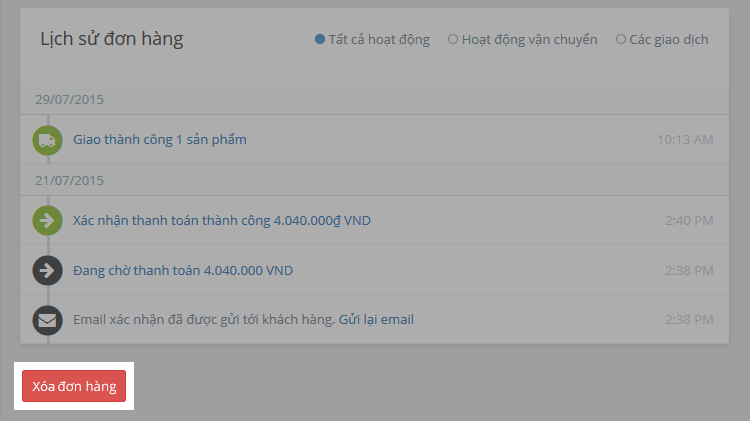 Lịch sử đơn hàng
Tất cả hoạt động Hoạt động vận chuyển Các giao dịch
29/07/2015
Giao thành công 1 sản phẩm 10:13 AM
21/07/2015
Xác nhận thanh toán thành công 4.040.000₫ VND 2:40 PM
Đang chờ thanh toán 4.040.000 VND 2:38 PM
Email xác nhận đã được gửi tới khách hàng. Gửi lại email 2:38 PM
Xóa đơn hàng